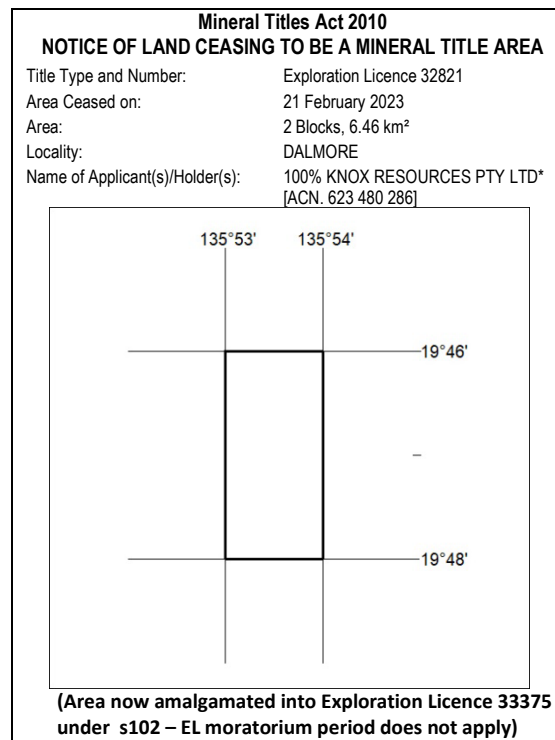 Mineral Titles Act 2010
NOTICE OF LAND CEASING TO BE A MINERAL TITLE AREA
Title Type and Number: Exploration Licence 32821
Area Ceased on: 21 February 2023
Area: 2 Blocks, 6.46 km²
Locality: DALMORE
Name of Applicant(s)/Holder(s): 100% KNOX RESOURCES PTY LTD*
[ACN. 623 480 286]
135°53' 135°54'
19°46'
19°48'
(Area now amalgamated into Exploration Licence 33375
under s102 – EL moratorium period does not apply)